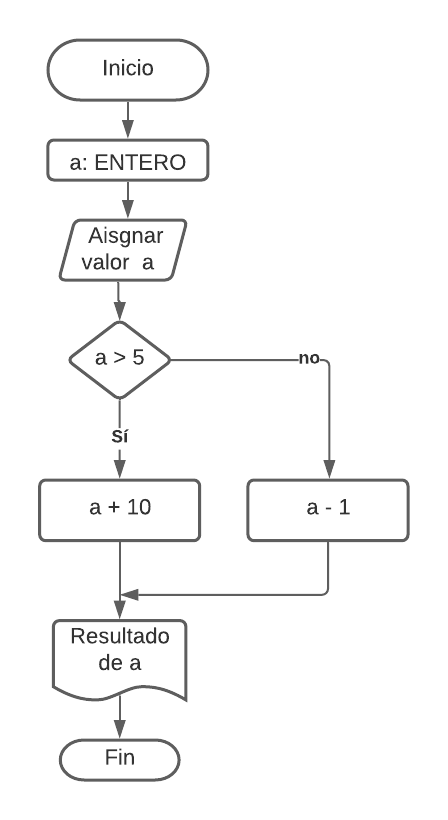 Inicio
a: ENTERO
Aisgnar
valor a
a > 5
no
Sí
a + 10
a - 1
Resultado
de a
Fin